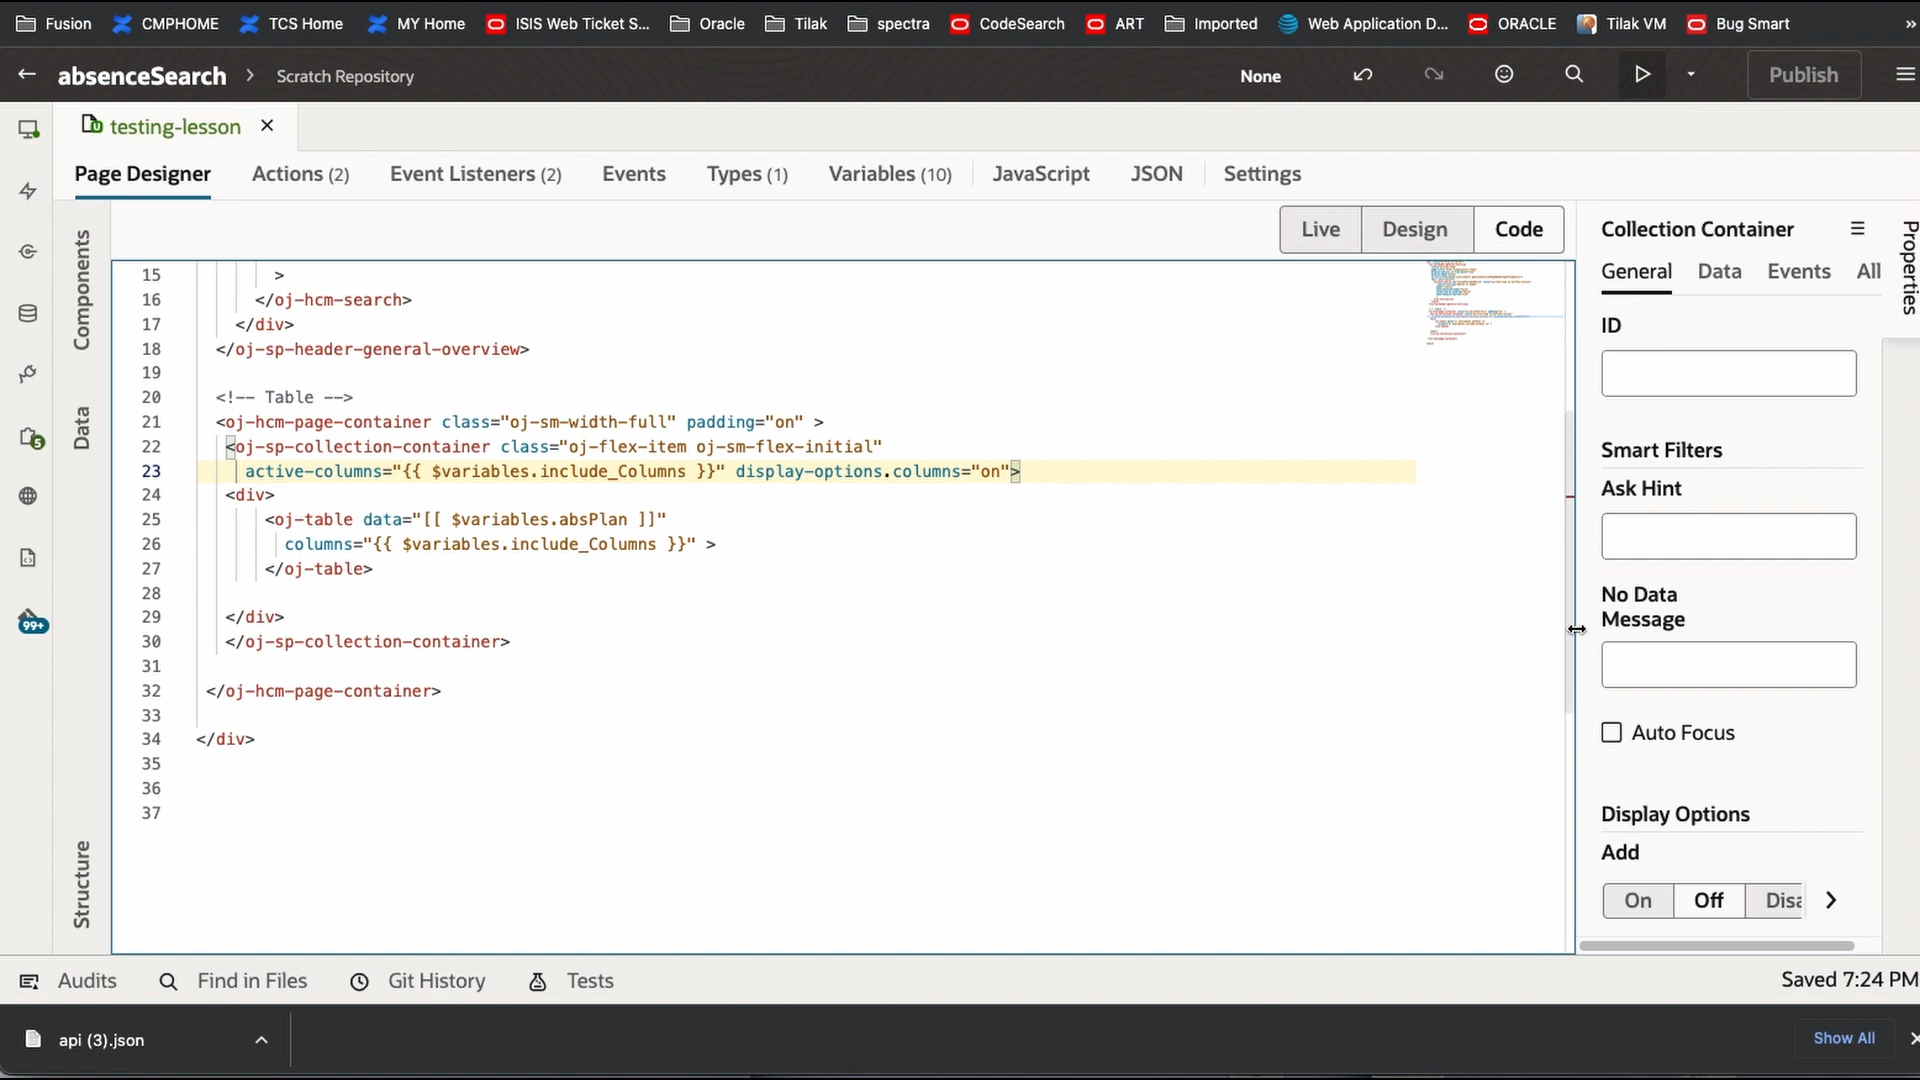 Fusion CMPHOME TCS Home MY Home ISIS Web Ticket S... Oracle Tilak spectra CodeSearch ART Imported Web Application D... ORACLE Tilak VM Bug Smart »
absenceSearch > Scratch Repository None Publish
testing-lesson
Page Designer Actions (2) Event Listeners (2) Events Types (1) Variables (10) JavaScript JSON Settings
Components
Data
Structure
5
99+
Live Design Code
15 >
16 </oj-hcm-search>
17 </div>
18 </oj-sp-header-general-overview>
19
20 <!-- Table -->
21 <oj-hcm-page-container class="oj-sm-width-full" padding="on" >
22 <oj-sp-collection-container class="oj-flex-item oj-sm-flex-initial"
23 active-columns="{{ $variables.include_Columns }}" display-options.columns="on">
24 <div>
25 <oj-table data="[[ $variables.absPlan ]]"
26 columns="{{ $variables.include_Columns }}" >
27 </oj-table>
28
29 </div>
30 </oj-sp-collection-container>
31
32 </oj-hcm-page-container>
33
34 </div>
35
36
37
Collection Container
General Data Events All
Properties
ID
Smart Filters
Ask Hint
No Data
Message
Auto Focus
Display Options
Add
On Off Disa
Audits Find in Files Git History Tests Saved 7:24 PM
api (3).json Show All